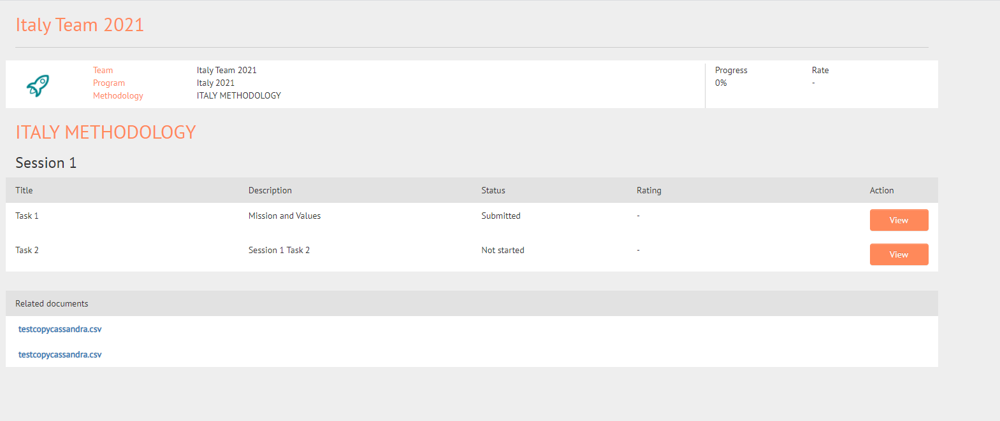 Italy Team 2021
Team Italy Team 2021 Progress Rate
Program Italy 2021 0% -
Methodology ITALY METHODOLOGY
ITALY METHODOLOGY
Session 1
Title Description Status Rating Action
Task 1 Mission and Values Submitted - View
Task 2 Session 1 Task 2 Not started - View
Related documents
testcopycassandra.csv
testcopycassandra.csv